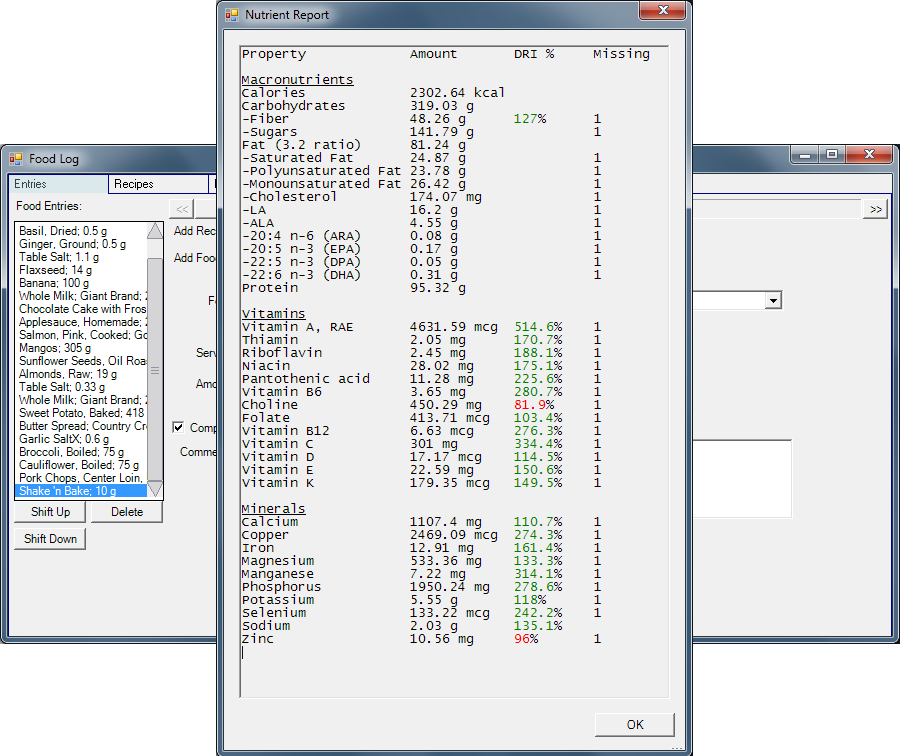 Nutrient Report
Property Amount DRI % Missing
Macronutrients
Calories 2302.64 kcal
Carbohydrates 319.03 g
-Fiber 48.26 g 127% 1
-Sugars 141.79 g 1
Fat (3.2 ratio) 81.24 g
-Saturated Fat 24.87 g 1
-Polyunsaturated Fat 23.78 g 1
-Monounsaturated Fat 26.42 g 1
-Cholesterol 174.07 mg 1
-LA 16.2 g 1
-ALA 4.55 g 1
-20:4 n-6 (ARA) 0.08 g 1
-20:5 n-3 (EPA) 0.17 g 1
-22:5 n-3 (DPA) 0.05 g 1
-22:6 n-3 (DHA) 0.31 g 1
Protein 95.32 g
Vitamins
Vitamin A, RAE 4631.59 mcg 514.6% 1
Thiamin 2.05 mg 170.7% 1
Riboflavin 2.45 mg 188.1% 1
Niacin 28.02 mg 175.1% 1
Pantothenic acid 11.28 mg 225.6% 1
Vitamin B6 3.65 mg 280.7% 1
Choline 450.29 mg 81.9% 1
Folate 413.71 mcg 103.4% 1
Vitamin B12 6.63 mcg 276.3% 1
Vitamin C 301 mg 334.4% 1
Vitamin D 17.17 mcg 114.5% 1
Vitamin E 22.59 mg 150.6% 1
Vitamin K 179.35 mcg 149.5% 1
Minerals
Calcium 1107.4 mg 110.7% 1
Copper 2469.09 mcg 274.3% 1
Iron 12.91 mg 161.4% 1
Magnesium 533.36 mg 133.3% 1
Manganese 7.22 mg 314.1% 1
Phosphorus 1950.24 mg 278.6% 1
Potassium 5.55 g 118% 1
Selenium 133.22 mcg 242.2% 1
Sodium 2.03 g 135.1%
Zinc 10.56 mg 96% 1
OK
Food Log
Entries Recipes
Food Entries:
<< >>
Basil, Dried; 0.5 g
Ginger, Ground; 0.5 g
Table Salt; 1.1 g
Flaxseed; 14 g
Banana; 100 g
Whole Milk; Giant Brand;
Chocolate Cake with Fros
Applesauce, Homemade;
Salmon, Pink, Cooked;
Mangos; 305 g
Sunflower Seeds, Oil Roa
Almonds, Raw; 19 g
Table Salt; 0.33 g
Whole Milk; Giant Brand;
Sweet Potato, Baked; 418
Butter Spread; Country Cr
Garlic SaltX; 0.6 g
Broccoli, Boiled; 75 g
Cauliflower, Boiled; 75 g
Pork Chops, Center Loin,
Shake 'n Bake; 10 g
Shift Up Delete
Shift Down
Add Rec
Add Foo
Serv
Amo
Comp
Comme